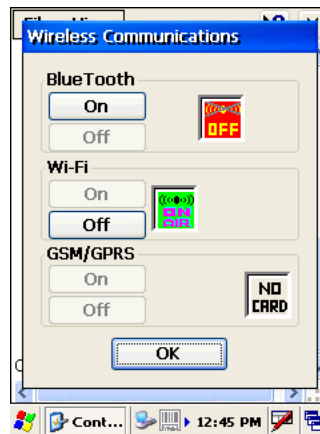 Wireless Communications
BlueTooth
On
OFF
Off
Wi-Fi
On
ON
AIR
Off
GSM/GPRS
On
NO
CARD
Off
OK
Cont...
12:45 PM